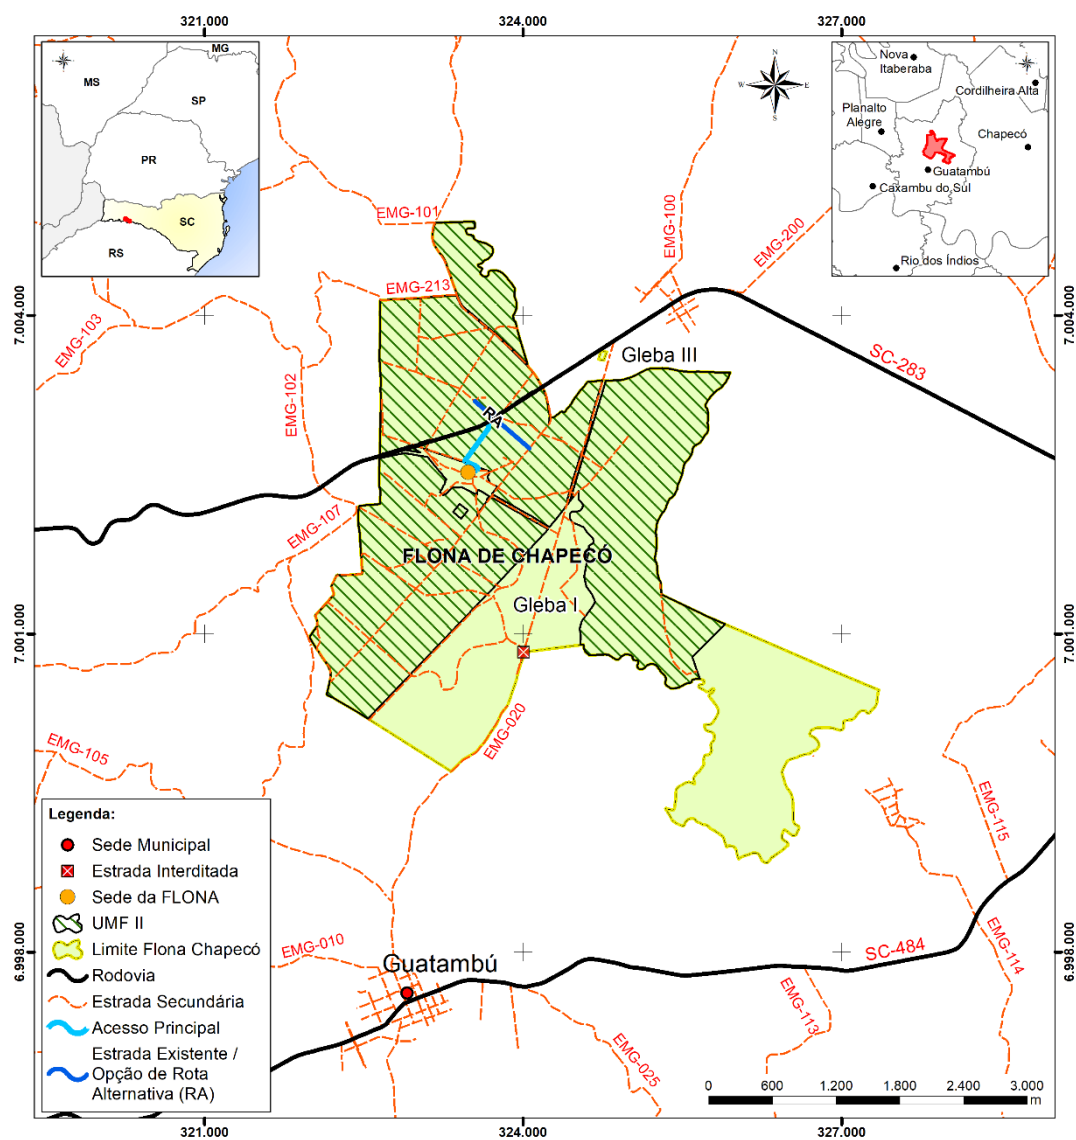 321.000
324.000
327.000
MG
MS
SP
PR
SC
RS
N
W
E
S
Nova
Itaberaba
Cordilheira Alta
Planalto
Alegre
Chapecó
Guatambú
Caxambu do Sul
Rio dos Índios
EMG-101
EMG-100
EMG-200
EMG-213
7.004.000
7.004.000
EMG-103
Gleba III
SC-283
EMG-102
RA
EMG-107
FLONA DE CHAPECÓ
Gleba I
7.001.000
7.001.000
EMG-020
EMG-105
EMG-115
Legenda:
Sede Municipal
Estrada Interditada
Sede da FLONA
UMF II
Limite Flona Chapecó
Rodovia
Estrada Secundária
Acesso Principal
Estrada Existente /
Opção de Rota
Alternativa (RA)
6.998.000
6.998.000
EMG-010
Guatambú
SC-484
EMG-114
EMG-113
EMG-025
0 600 1.200 1.800 2.400 3.000
m
321.000
324.000
327.000